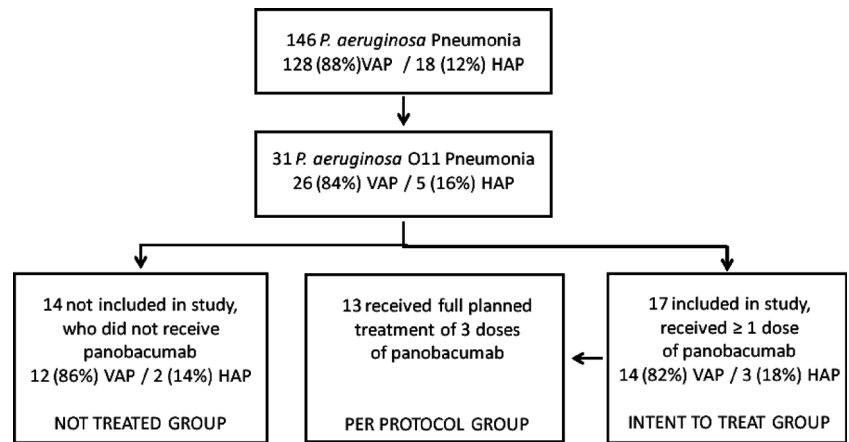 146 P. aeruginosa Pneumonia
128 (88%)VAP / 18 (12%) HAP
31 P. aeruginosa O11 Pneumonia
26 (84%) VAP / 5 (16%) HAP
14 not included in study,
who did not receive
panobacumab
12 (86%) VAP / 2 (14%) HAP
NOT TREATED GROUP
13 received full planned
treatment of 3 doses
of panobacumab
PER PROTOCOL GROUP
17 included in study,
received ≥ 1 dose
of panobacumab
14 (82%) VAP / 3 (18%) HAP
INTENT TO TREAT GROUP